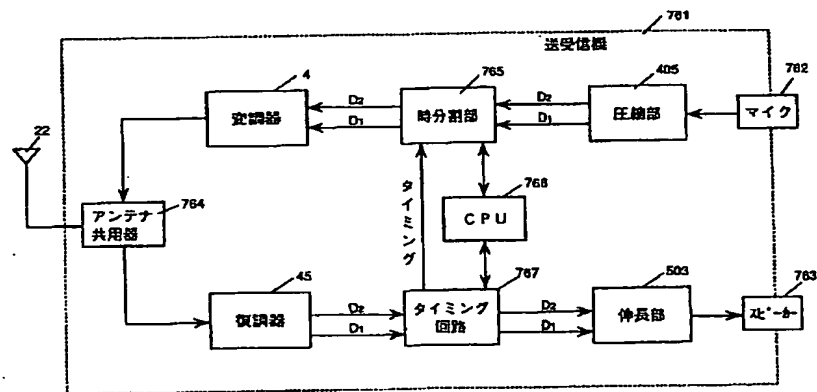 761
送受信機
4
765
405
762
変調器
D2
D1
時分割部
D2
D1
圧縮部
マイク
22
764
アンテナ
共用器
タイミング
766
CPU
45
767
503
763
復調器
D2
D1
タイミング
回路
D2
D1
伸長部
スピーカー